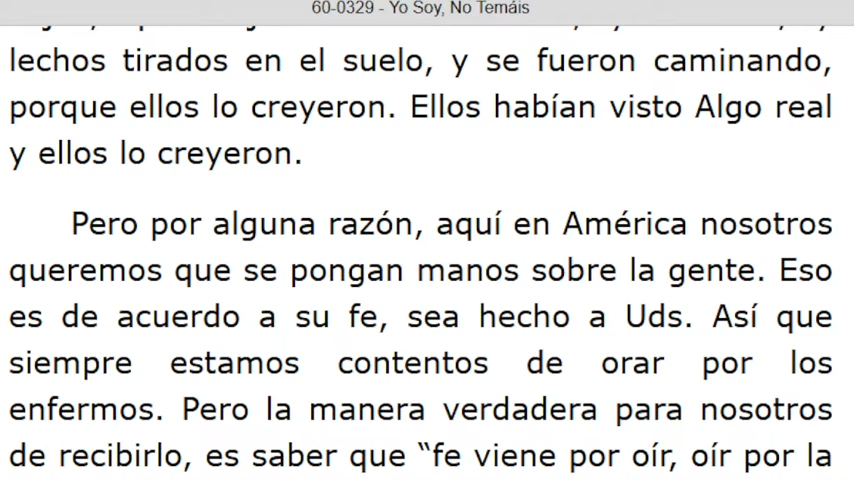 60-0329 - Yo Soy, No Temáis
lechos tirados en el suelo, y se fueron caminando,
porque ellos lo creyeron. Ellos habían visto Algo real
y ellos lo creyeron.
Pero por alguna razón, aquí en América nosotros
queremos que se pongan manos sobre la gente. Eso
es de acuerdo a su fe, sea hecho a Uds. Así que
siempre estamos contentos de orar por los
enfermos. Pero la manera verdadera para nosotros
de recibirlo, es saber que “fe viene por oír, oír por la